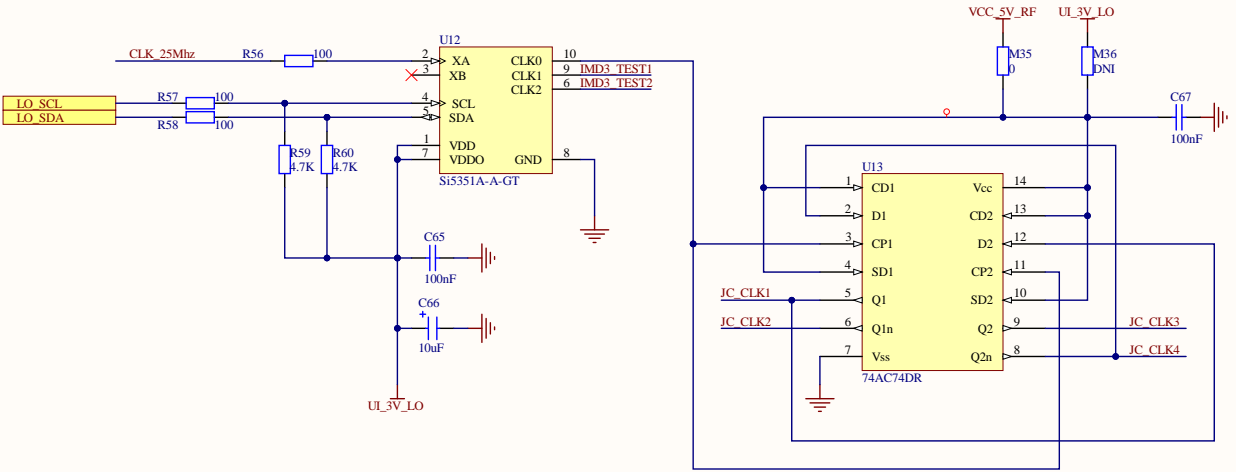 VCC_5V_RF
UI_3V_LO
U12
CLK_25Mhz
R56
100
2
XA
CLK0
10
3
XB
CLK1
9
IMD3_TEST1
CLK2
6
IMD3_TEST2
M35
0
M36
DNI
LO_SCL
R57
100
4
SCL
LO_SDA
R58
100
5
SDA
C67
100nF
R59
4.7K
R60
4.7K
1
VDD
7
VDDO
GND
8
Si5351A-A-GT
U13
1
CD1
Vcc
14
2
D1
CD2
13
3
CP1
D2
12
4
SD1
CP2
11
JC_CLK1
5
Q1
SD2
10
JC_CLK2
6
Q1n
Q2
9
JC_CLK3
7
Vss
Q2n
8
JC_CLK4
74AC74DR
C65
100nF
C66
+
10uF
UI_3V_LO